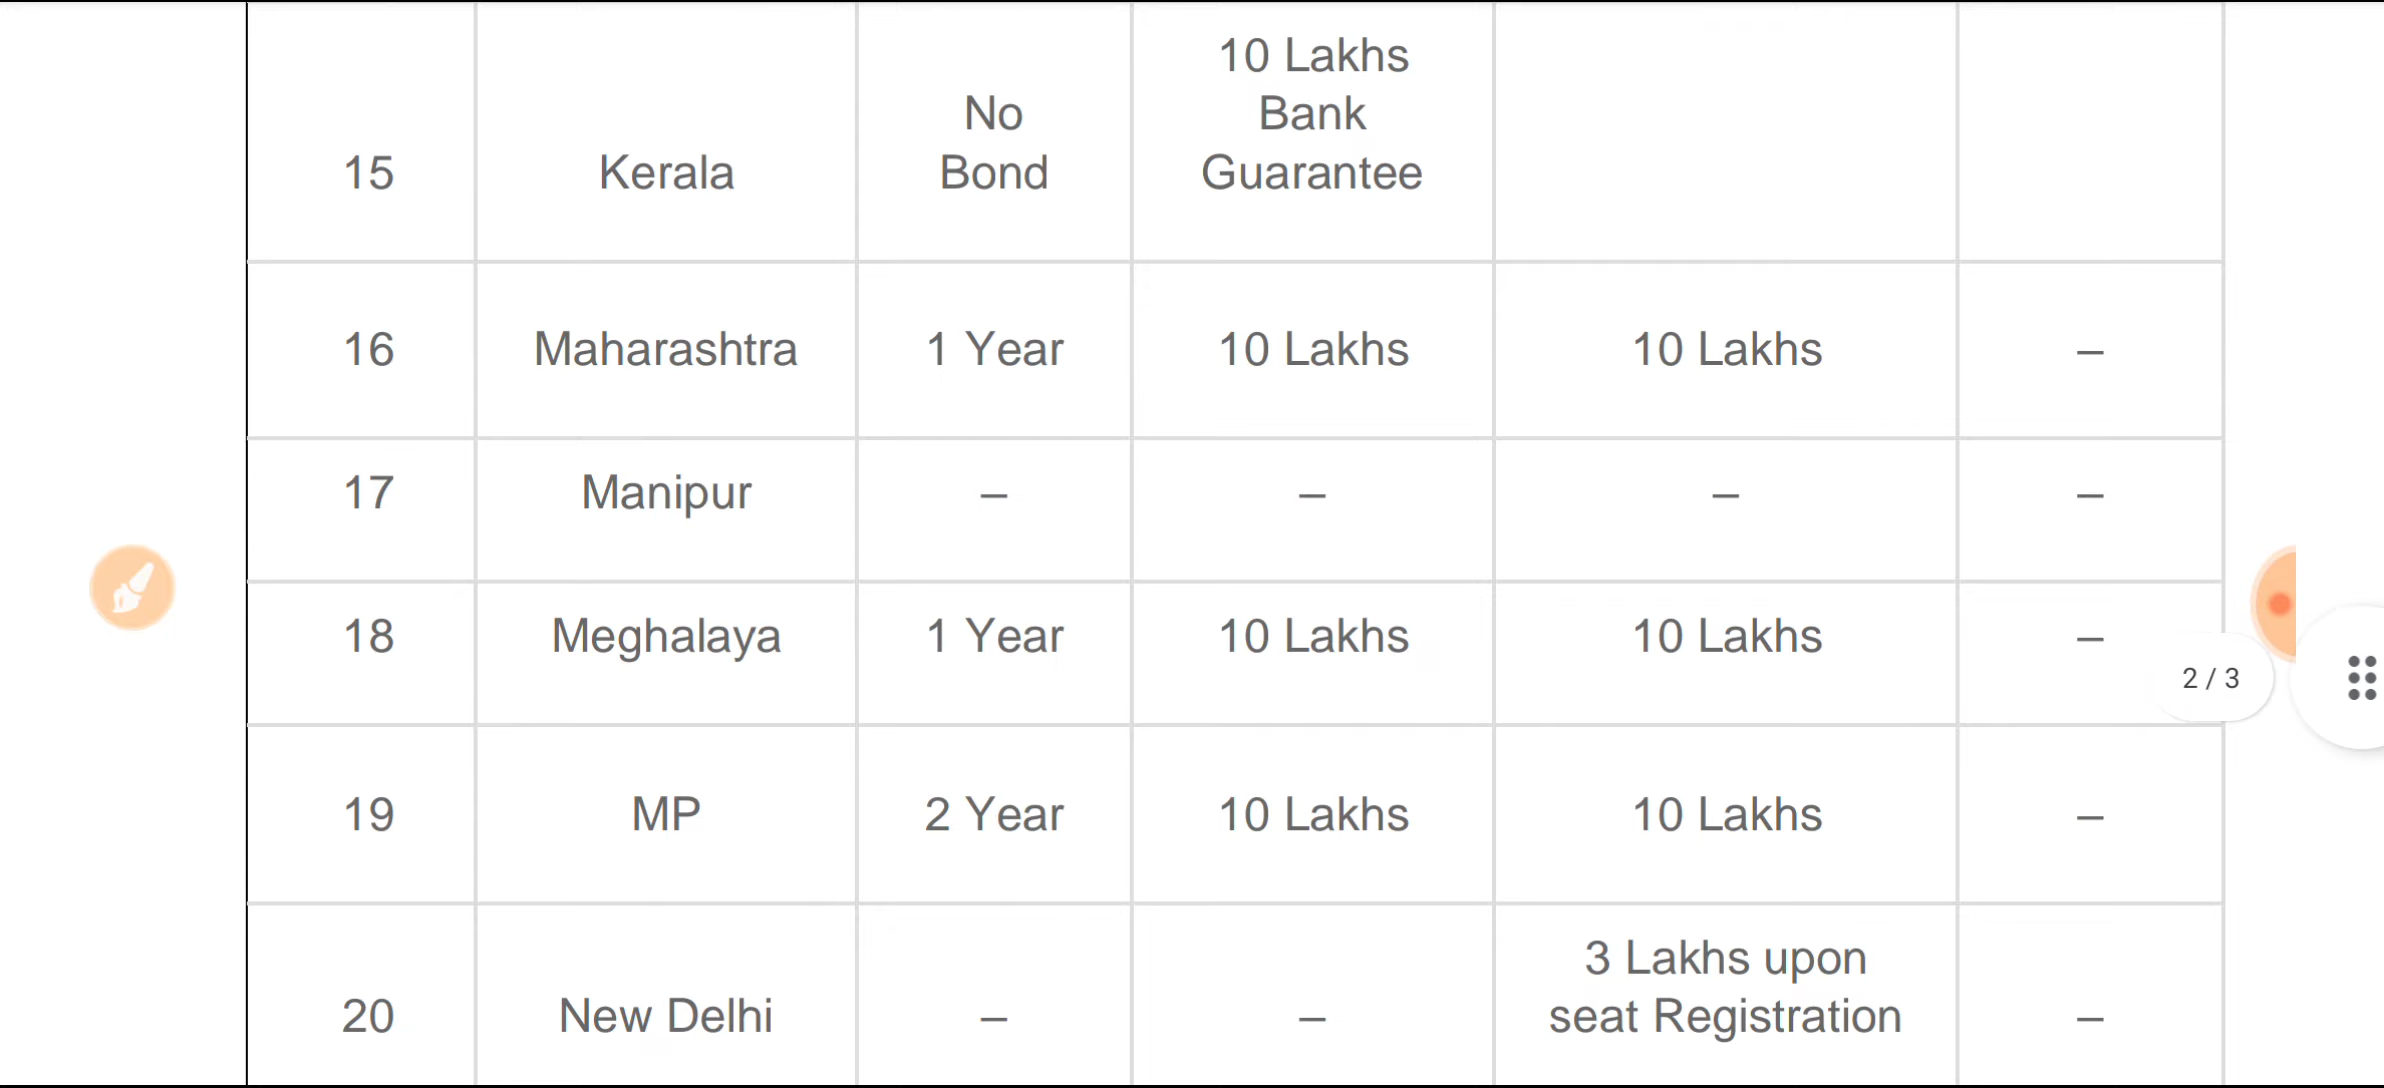 10 Lakhs
No Bank
15 Kerala Bond Guarantee
16 Maharashtra 1 Year 10 Lakhs 10 Lakhs –
17 Manipur – – – –
18 Meghalaya 1 Year 10 Lakhs 10 Lakhs –
2 / 3
19 MP 2 Year 10 Lakhs 10 Lakhs –
3 Lakhs upon
20 New Delhi – – seat Registration –